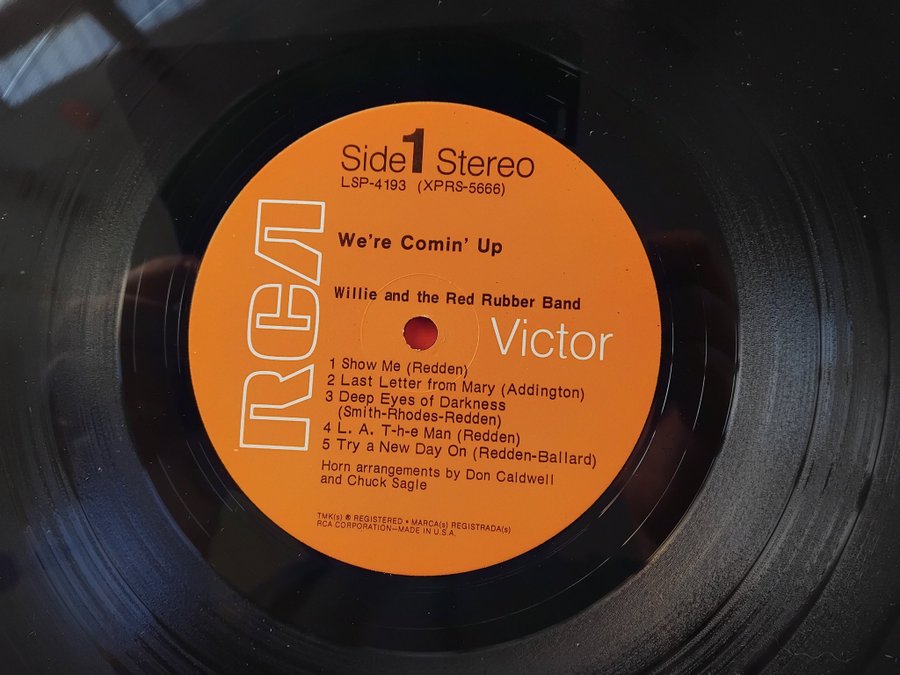 Side 1 Stereo
LSP-4193 (XPRS-5666)
We're Comin' Up
Willie and the Red Rubber Band
RCA
Victor
1 Show Me (Redden)
2 Last Letter from Mary (Addington)
3 Deep Eyes of Darkness
(Smith-Rhodes-Redden)
4 L. A. T-h-e Man (Redden)
5 Try a New Day On (Redden-Ballard)
Horn arrangements by Don Caldwell
and Chuck Sagle
TMK(s) ® REGISTERED • MARCA(s) REGISTRADA(s)
RCA CORPORATION—MADE IN U.S.A.